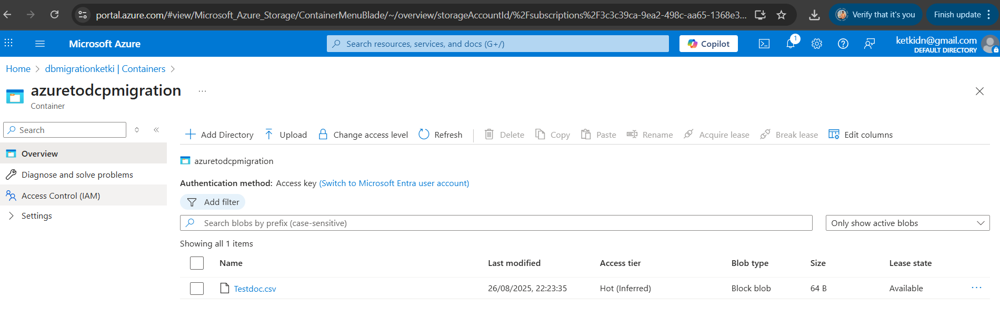 portal.azure.com/#view/Microsoft_Azure_Storage/ContainerMenuBlade/~/overview/storageAccountId/%2Fsubscriptions%2F3c3c39ca-9ea2-498c-aa65-1368e3...
Verify that it's you
Finish update
Microsoft Azure
Search resources, services, and docs (G+/)
Copilot
1
ketkidn@gmail.com
DEFAULT DIRECTORY
Home > dbmigrationketki | Containers >
azuretodcpmigration ...
Container
Search
Overview
Diagnose and solve problems
Access Control (IAM)
Settings
Add Directory Upload Change access level Refresh Delete Copy Paste Rename Acquire lease Break lease Edit columns
azuretodcpmigration
Authentication method: Access key (Switch to Microsoft Entra user account)
Add filter
Search blobs by prefix (case-sensitive)
Only show active blobs
Showing all 1 items
Name Last modified Access tier Blob type Size Lease state
Testdoc.csv 26/08/2025, 22:23:35 Hot (Inferred) Block blob 64 B Available ...